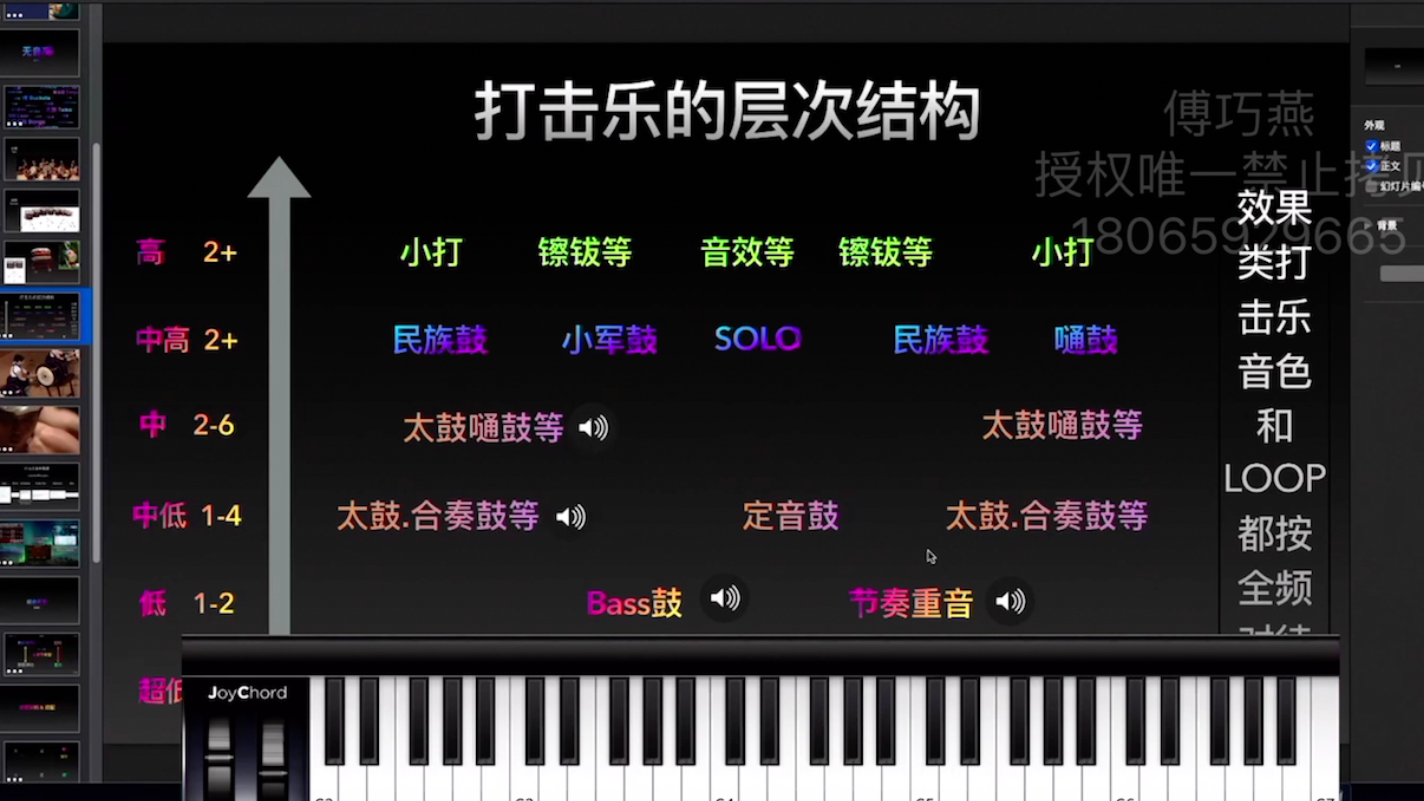 打击乐的层次结构
傅巧燕
授权唯一禁止拷贝
18065929665
高 2+ 小打 镲钹等 音效等 镲钹等 小打
中高 2+ 民族鼓 小军鼓 SOLO 民族鼓 嗵鼓
中 2-6 太鼓嗵鼓等 太鼓嗵鼓等
中低 1-4 太鼓.合奏鼓等 定音鼓 太鼓.合奏鼓等
低 1-2 Bass鼓 节奏重音
超低
效果
类打
击乐
音色
和
LOOP
都按
全频
外观
标题
正文
幻灯片编号
背景
JoyChord